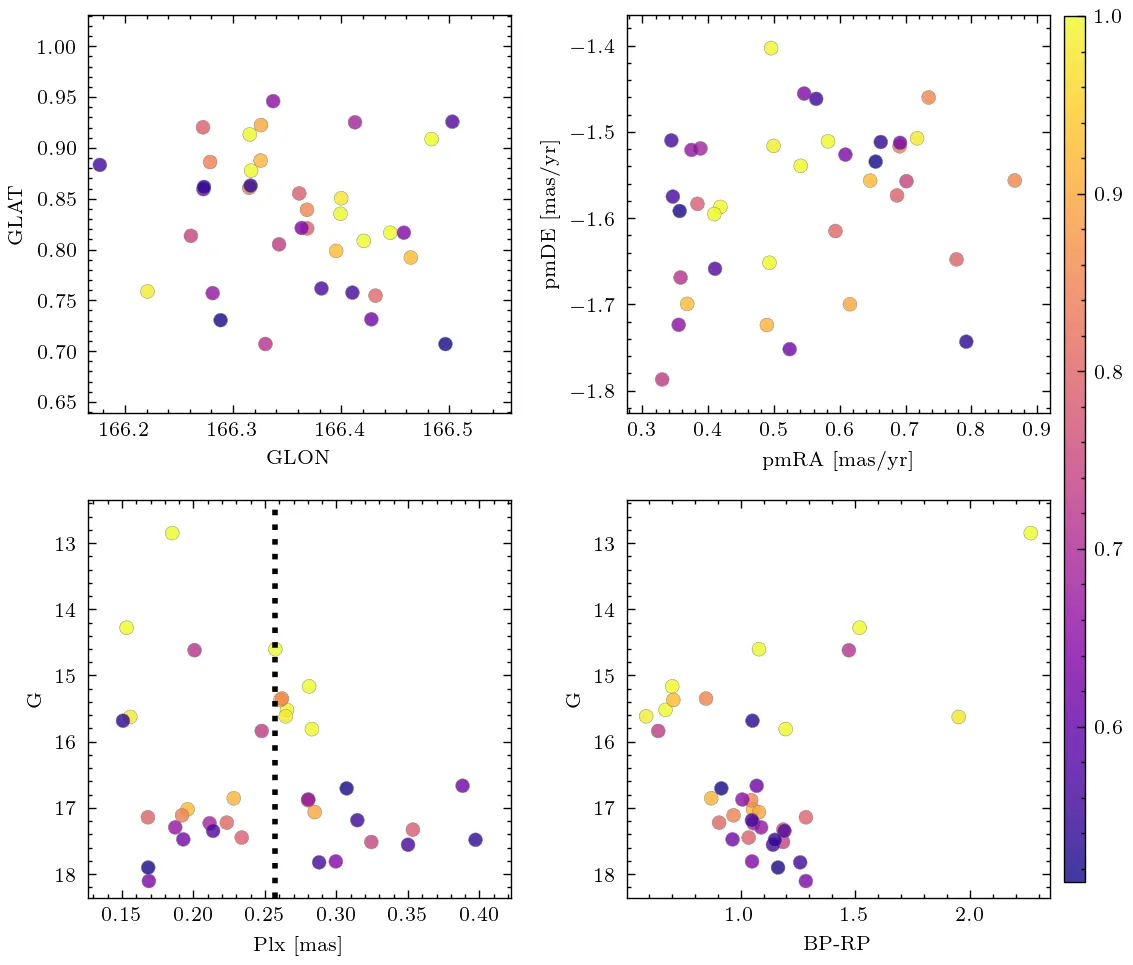 1.00
0.95
0.90
0.85
0.80
0.75
0.70
0.65
GLAT
166.2 166.3 166.4 166.5
GLON
−1.4
−1.5
−1.6
−1.7
−1.8
pmDE [mas/yr]
0.3 0.4 0.5 0.6 0.7 0.8 0.9
pmRA [mas/yr]
1.0
0.9
0.8
0.7
0.6
13
14
15
16
17
18
G
0.15 0.20 0.25 0.30 0.35 0.40
Plx [mas]
13
14
15
16
17
18
G
1.0 1.5 2.0
BP-RP